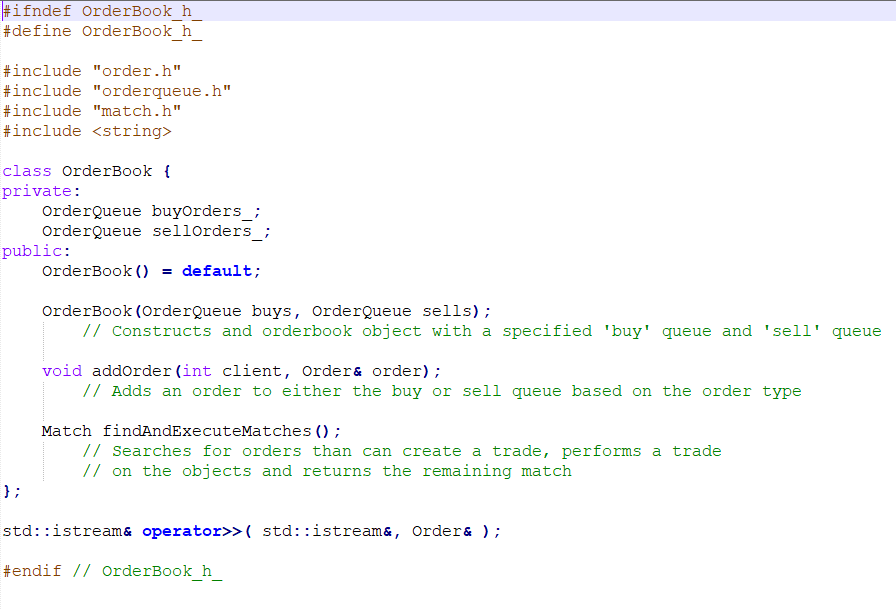 #ifndef OrderBook_h_
#define OrderBook_h_
#include "order.h"
#include "orderqueue.h"
#include "match.h"
#include <string>
class OrderBook {
private:
OrderQueue buyOrders_;
OrderQueue sellOrders_;
public:
OrderBook() = default;
OrderBook(OrderQueue buys, OrderQueue sells);
// Constructs and orderbook object with a specified 'buy' queue and 'sell' queue
void addOrder(int client, Order& order);
// Adds an order to either the buy or sell queue based on the order type
Match findAndExecuteMatches();
// Searches for orders than can create a trade, performs a trade
// on the objects and returns the remaining match
};
std::istream& operator>>( std::istream&, Order& );
#endif // OrderBook_h_